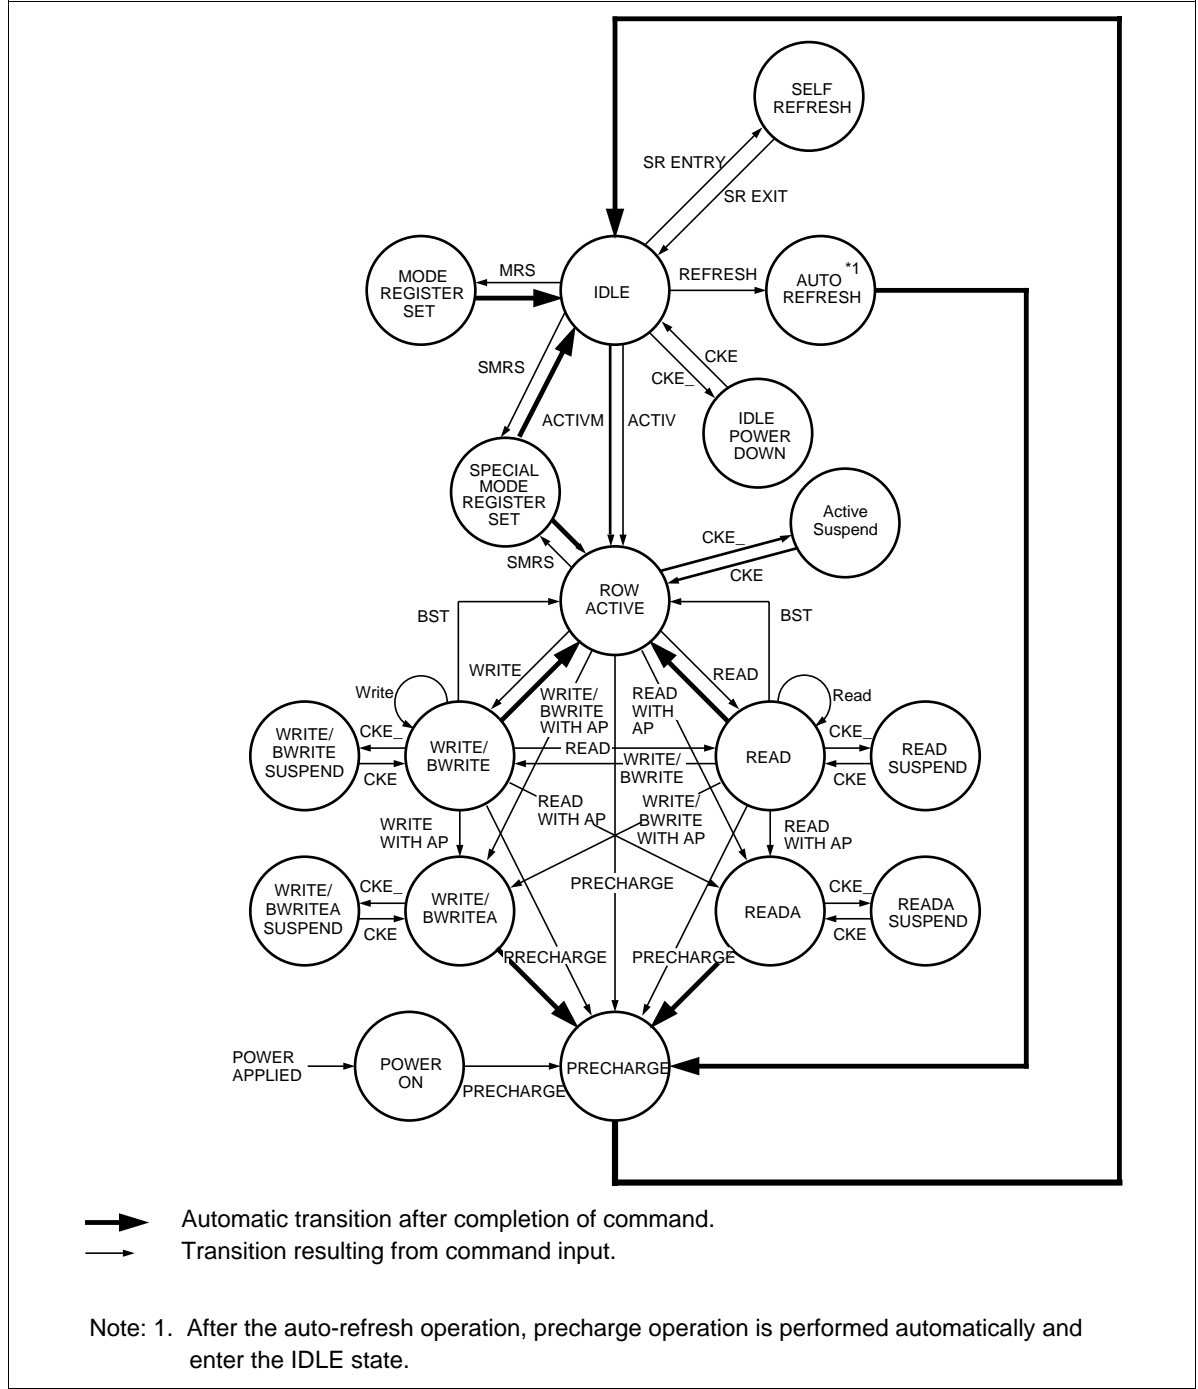 SELF
REFRESH
SR ENTRY
SR EXIT
MODE
REGISTER
SET
MRS
IDLE
REFRESH
AUTO *1
REFRESH
SMRS
CKE
CKE_
ACTIVM
ACTIV
IDLE
POWER
DOWN
SPECIAL
MODE
REGISTER
SET
Active
Suspend
CKE_
CKE
SMRS
ROW
ACTIVE
BST
BST
WRITE
READ
Write
WRITE/
BWRITE
WITH AP
READ
WITH
AP
Read
WRITE/
BWRITE
SUSPEND
CKE_
CKE
WRITE/
BWRITE
READ
WRITE/
BWRITE
READ
CKE_
CKE
READ
SUSPEND
WRITE
WITH AP
READ
WITH AP
WRITE/
BWRITE
WITH AP
READ
WITH AP
WRITE/
BWRITEA
SUSPEND
CKE_
CKE
WRITE/
BWRITEA
PRECHARGE
READA
CKE_
CKE
READA
SUSPEND
PRECHARGE
PRECHARGE
POWER
APPLIED
POWER
ON
PRECHARGE
PRECHARGE
Automatic transition after completion of command.
Transition resulting from command input.
Note: 1. After the auto-refresh operation, precharge operation is performed automatically and
enter the IDLE state.